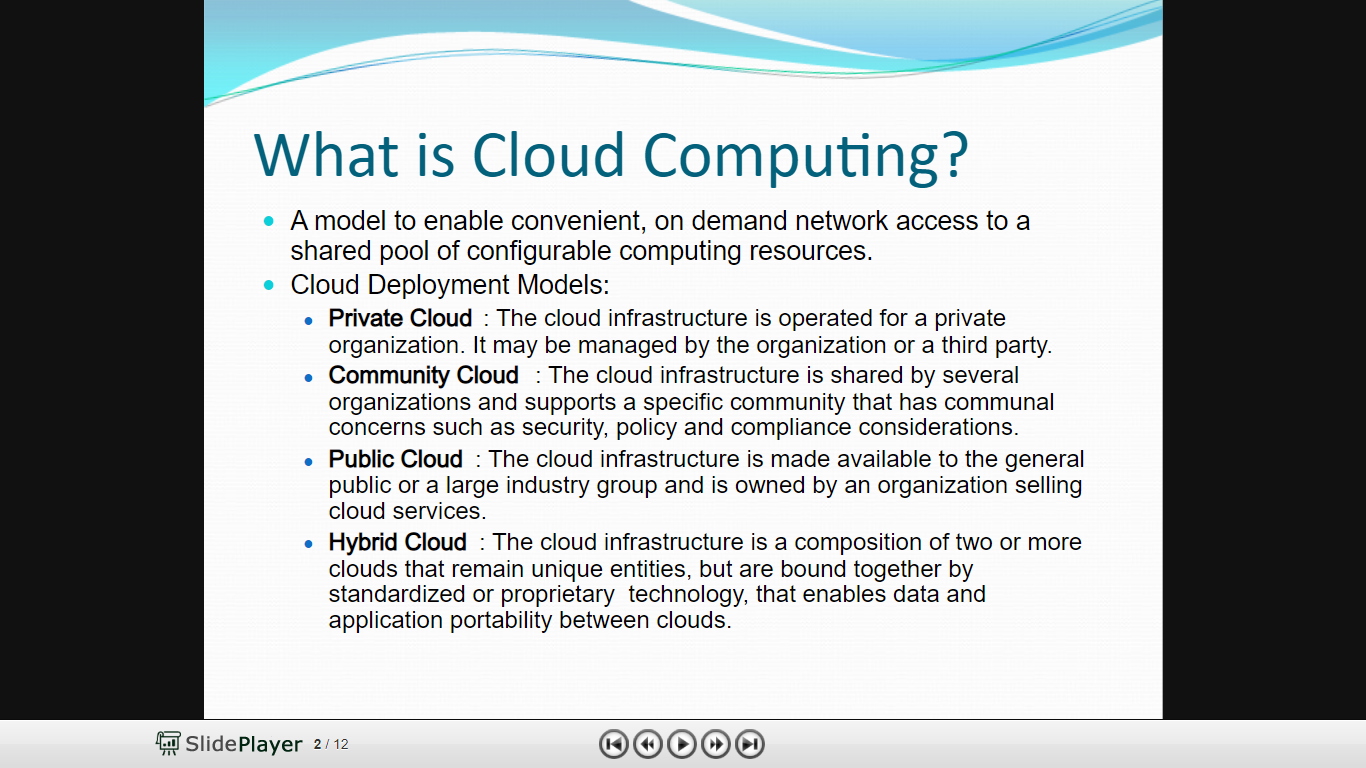 What is Cloud Computing?
A model to enable convenient, on demand network access to a
shared pool of configurable computing resources.
Cloud Deployment Models:
Private Cloud : The cloud infrastructure is operated for a private
organization. It may be managed by the organization or a third party.
Community Cloud : The cloud infrastructure is shared by several
organizations and supports a specific community that has communal
concerns such as security, policy and compliance considerations.
Public Cloud : The cloud infrastructure is made available to the general
public or a large industry group and is owned by an organization selling
cloud services.
Hybrid Cloud : The cloud infrastructure is a composition of two or more
clouds that remain unique entities, but are bound together by
standardized or proprietary technology, that enables data and
application portability between clouds.
SlidePlayer 2 / 12